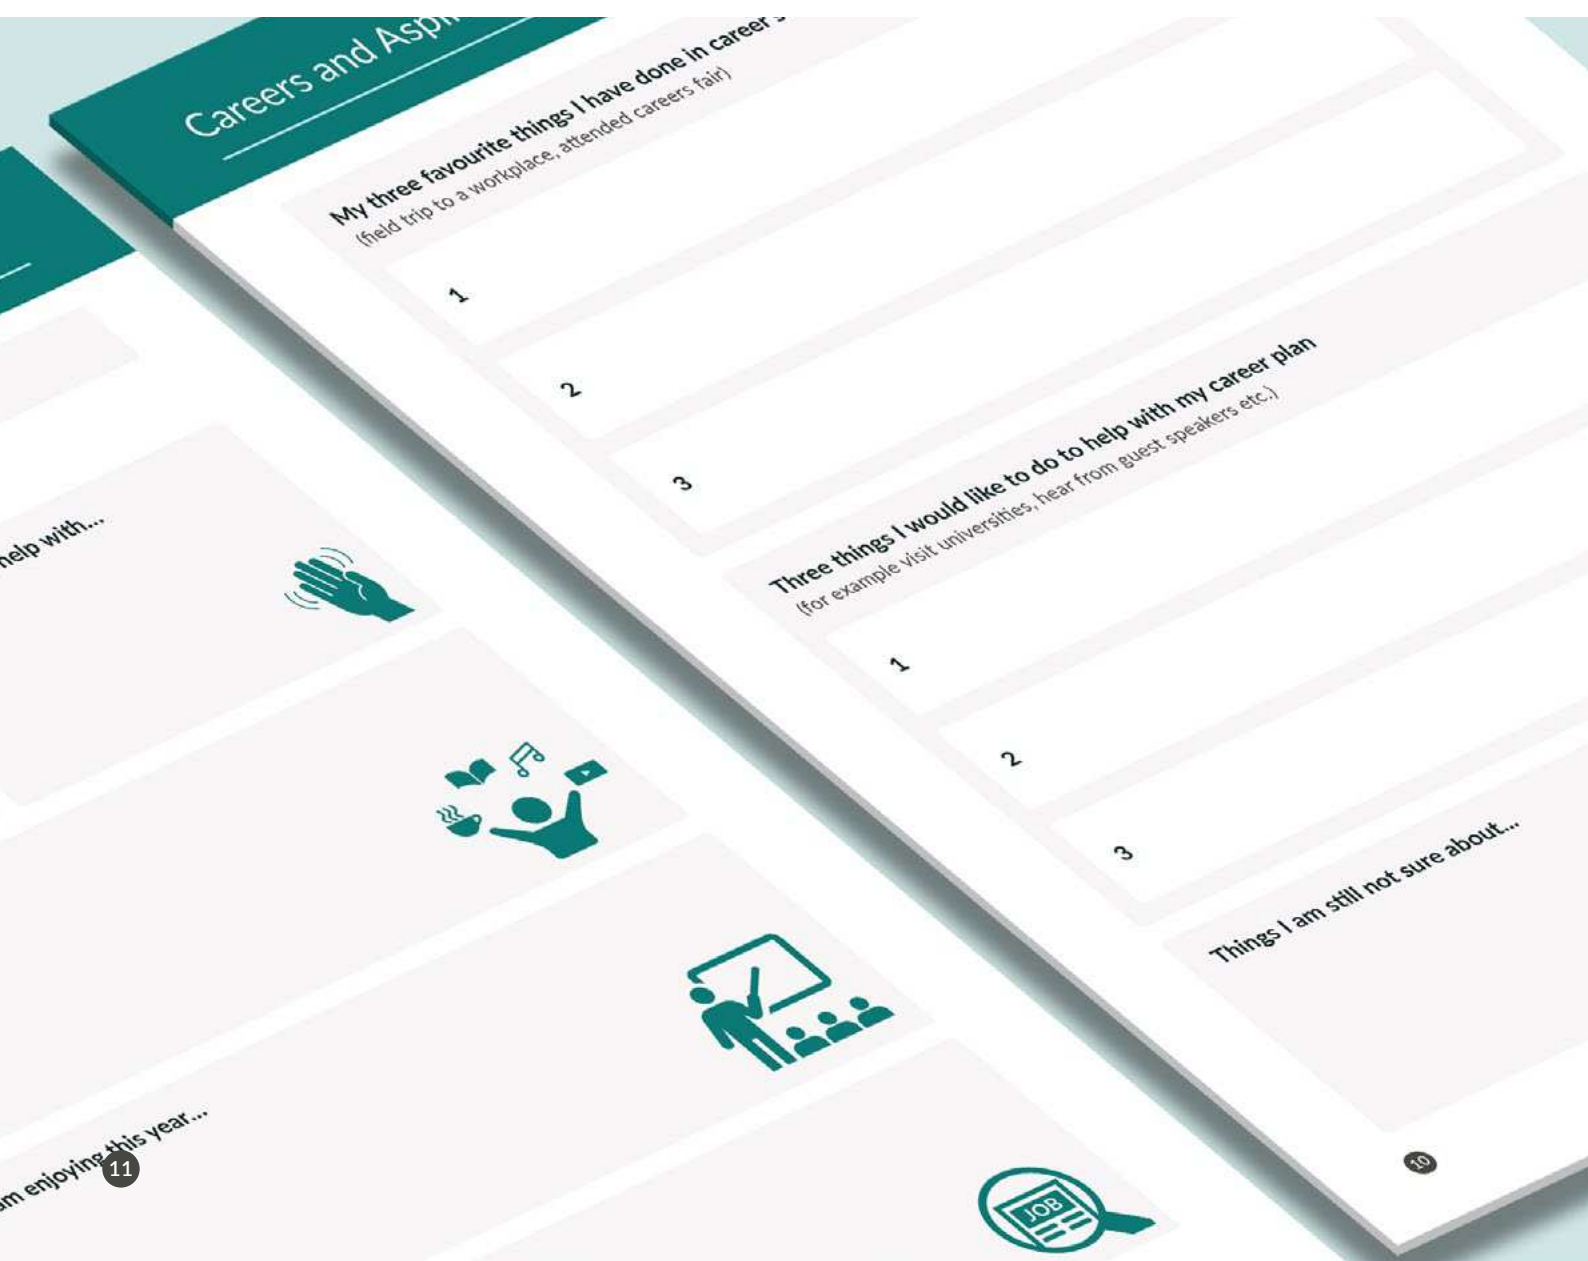 Careers and
My three favourite things I have done in career
(field trip to a workplace, attended careers fair)
1
2
3
Three things I would like to do to help with my career plan
(for example visit universities, hear from guest speakers etc.)
1
2
3
Things I am still not sure about...
10
help with...
enjoying this year...
JOB
11